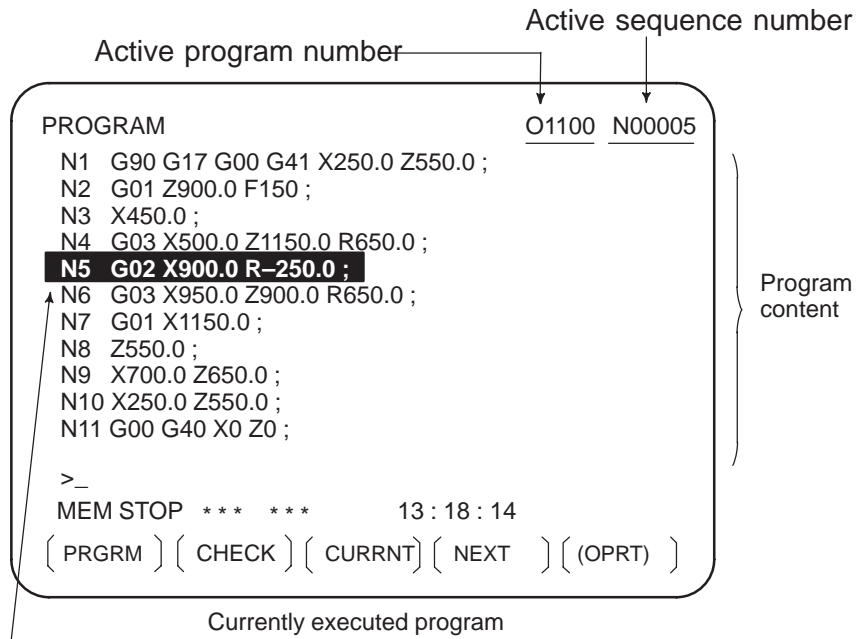 Active sequence number
Active program number
PROGRAM O1100 N00005
N1 G90 G17 G00 G41 X250.0 Z550.0 ;
N2 G01 Z900.0 F150 ;
N3 X450.0 ;
N4 G03 X500.0 Z1150.0 R650.0 ;
N5 G02 X900.0 R–250.0 ;
N6 G03 X950.0 Z900.0 R650.0 ;
N7 G01 X1150.0 ;
N8 Z550.0 ;
N9 X700.0 Z650.0 ;
N10 X250.0 Z550.0 ;
N11 G00 G40 X0 Z0 ;
Program
content
>_
MEM STOP * * * * * * 13 : 18 : 14
[ PRGRM ] [ CHECK ] [ CURRNT ] [ NEXT ] [ (OPRT) ]
Currently executed program